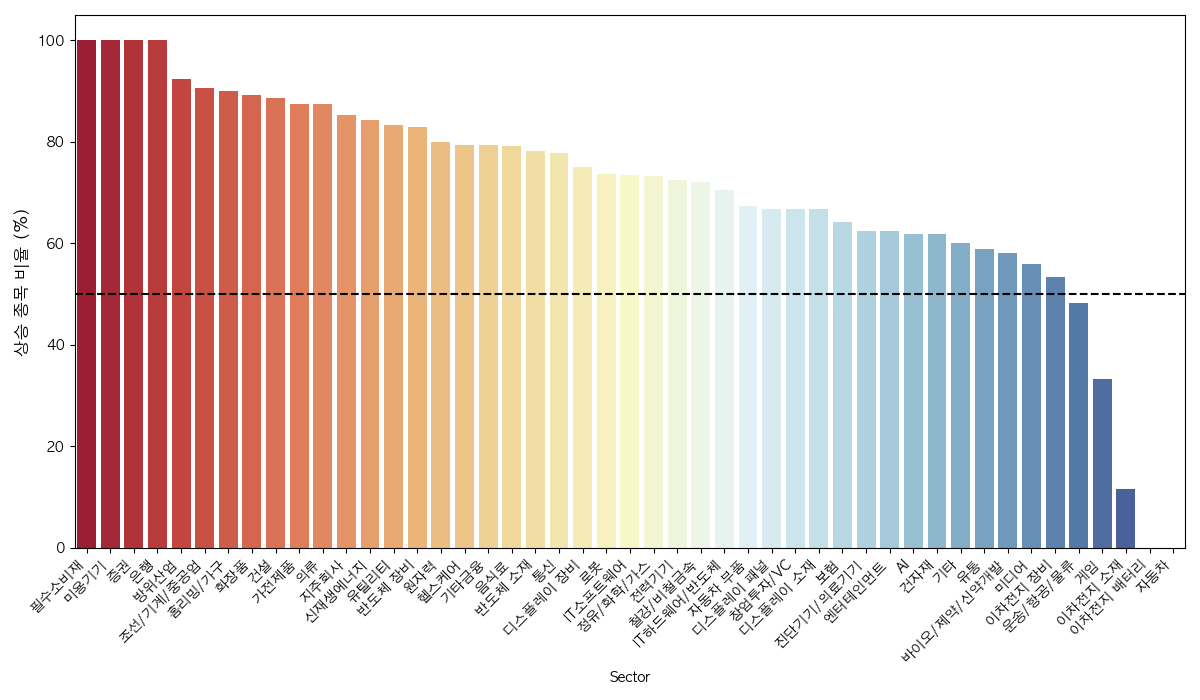 100
80
60
40
20
0
상승 종목 비율 (%)
필수소비재
미용기기
증권
은행
방위산업
조선/기계/중공업
홈리빙/가구
화장품
건설
가전제품
의류
지주회사
신재생에너지
유틸리티
반도체 장비
원자력
헬스케어
기타금융
음식료
반도체 소재
통신
디스플레이 장비
로봇
IT소프트웨어
정유/화학/가스
전력기기
철강/비철금속
IT하드웨어/반도체
자동차 부품
디스플레이 패널
창업투자/VC
디스플레이 소재
보험
진단기기/의료기기
엔터테인먼트
AI
건자재
기타
유통
바이오/제약/신약개발
미디어
이차전지 장비
운송/항공/물류
게임
이차전지 소재
이차전지 배터리
자동차
Sector